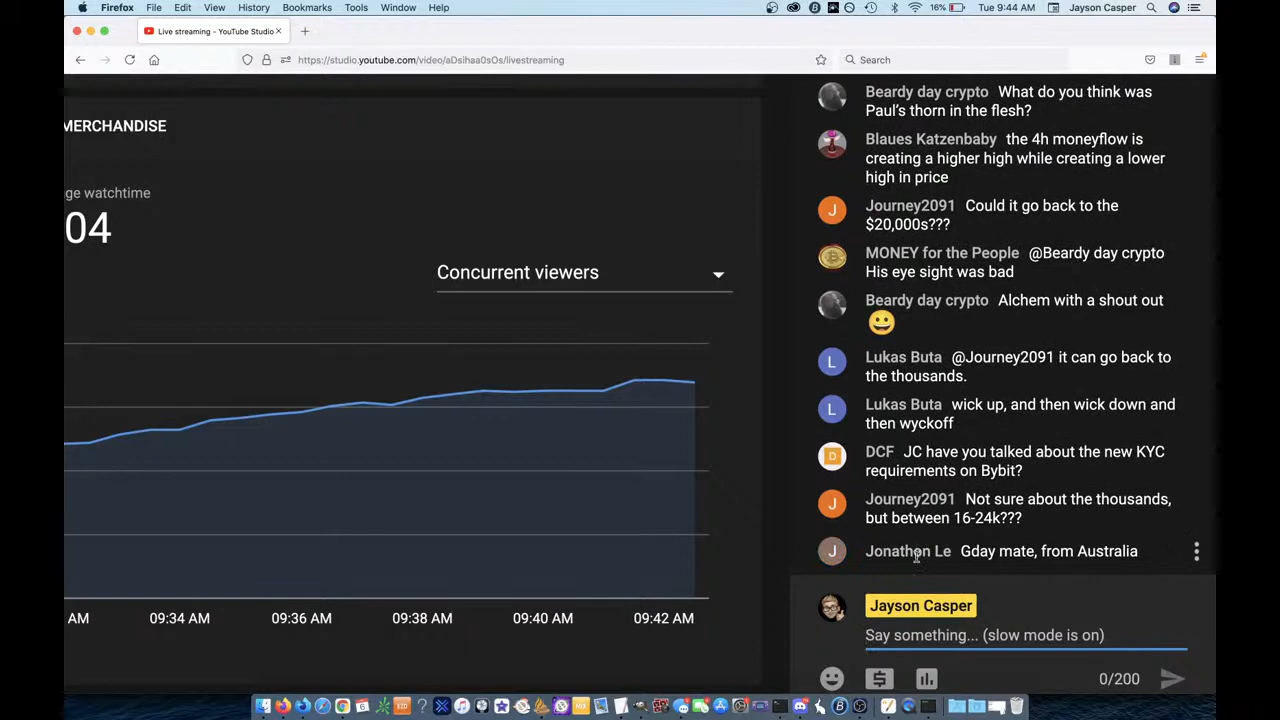 Firefox File Edit View History Bookmarks Tools Window Help 16% Tue 9:44 AM Jayson Casper
Live streaming - YouTube Studio
https://studio.youtube.com/video/aDsihaa0sOs/livestreaming
Search
MERCHANDISE
ge watchtime
04
Concurrent viewers
AM 09:34 AM 09:36 AM 09:38 AM 09:40 AM 09:42 AM
Beardy day crypto What do you think was
Paul's thorn in the flesh?
Blaues Katzenbaby the 4h moneyflow is
creating a higher high while creating a lower
high in price
J
Journey2091 Could it go back to the
$20,000s???
MONEY for the People @Beardy day crypto
His eye sight was bad
Beardy day crypto Alchem with a shout out
L
Lukas Buta @Journey2091 it can go back to
the thousands.
L
Lukas Buta wick up, and then wick down and
then wyckoff
D
DCF JC have you talked about the new KYC
requirements on Bybit?
J
Journey2091 Not sure about the thousands,
but between 16-24k???
J
Jonathon Le Gday mate, from Australia
Jayson Casper
Say something... (slow mode is on)
0/200